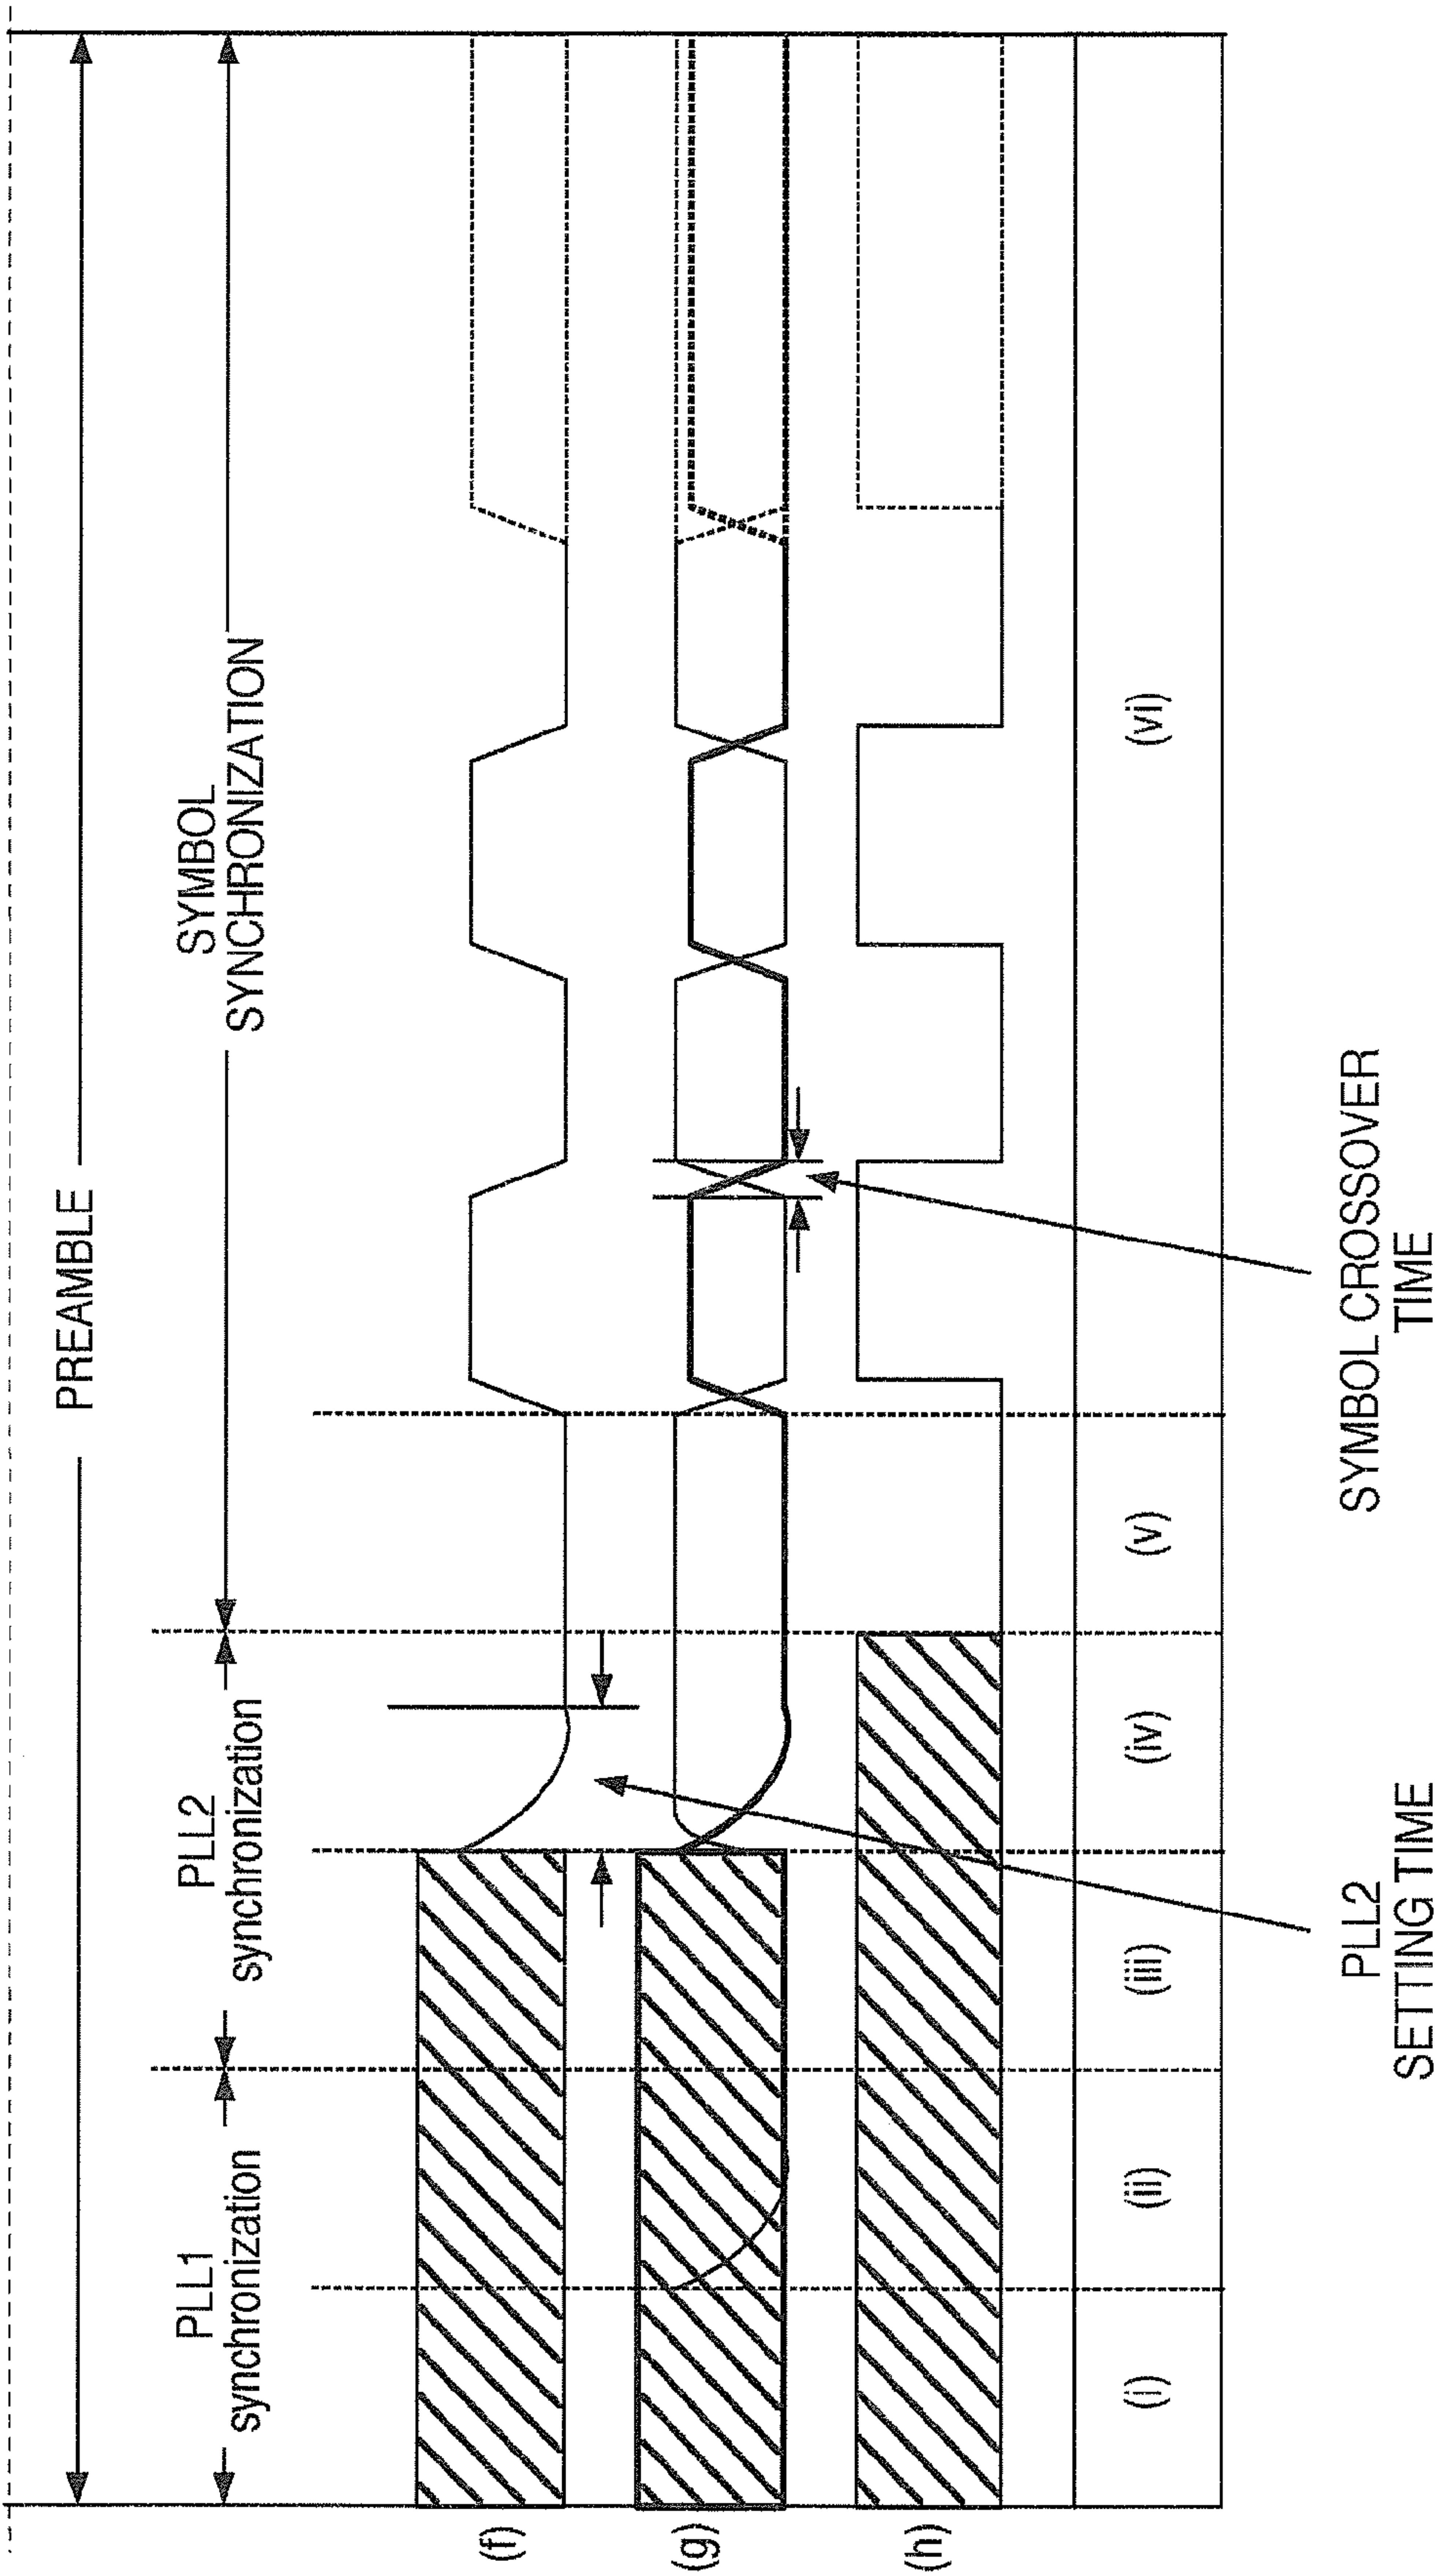 PREAMBLE
PLL1
synchronization
PLL2
synchronization
SYMBOL
SYNCHRONIZATION
(f)
(g)
(h)
(i)
(ii)
(iii)
(iv)
(v)
(vi)
PLL2
SETTING TIME
SYMBOL CROSSOVER
TIME